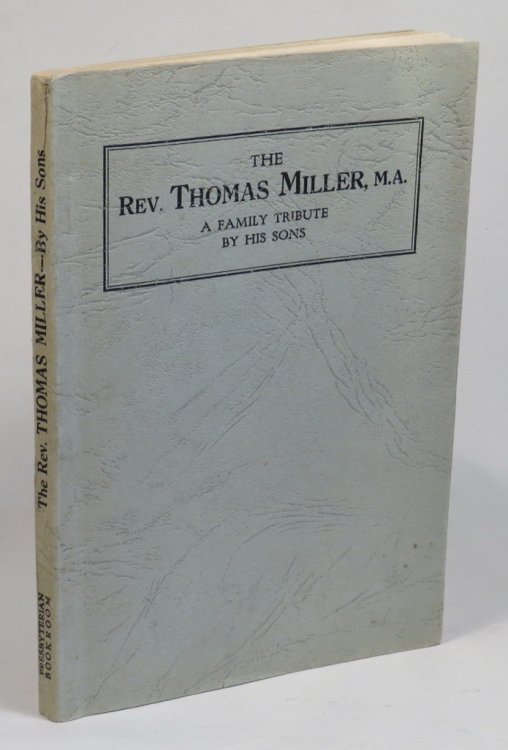 THE
REV. THOMAS MILLER, M.A.
A FAMILY TRIBUTE
BY HIS SONS
The Rev. THOMAS MILLER---By His Sons
PRESBYTERIAN
BOOKROOM